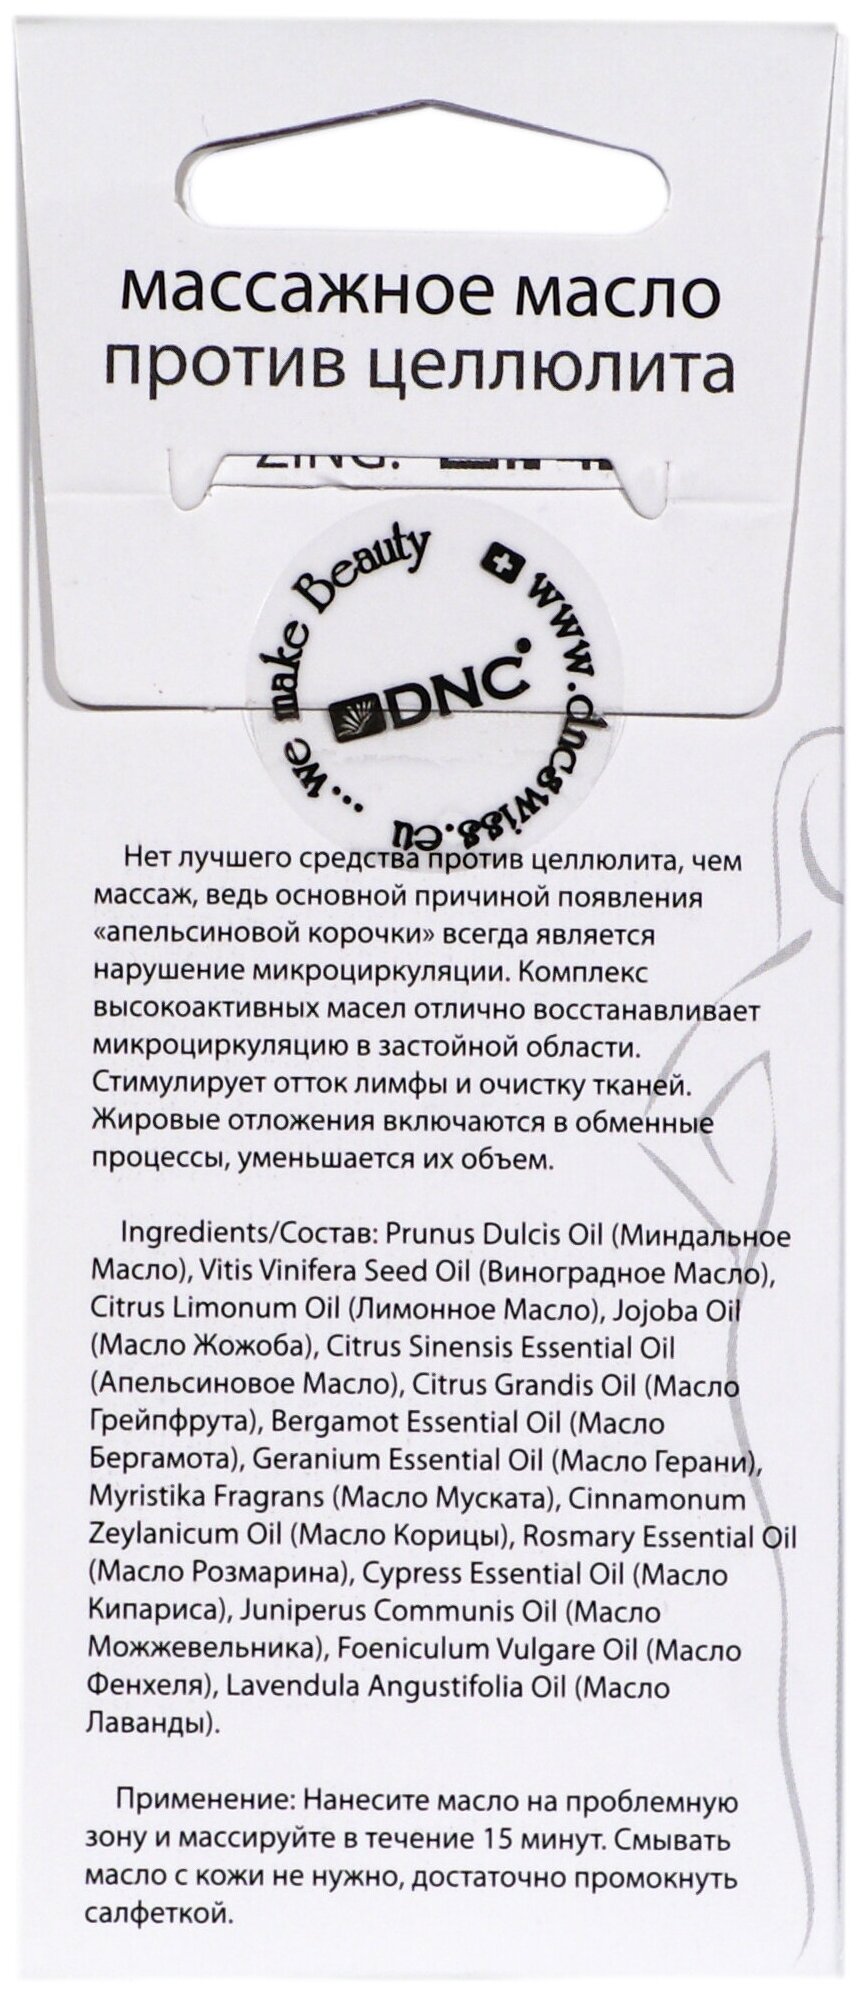 массажное масло
против целлюлита
...we make Beauty
www.dncswiss.eu
DNC
Нет лучшего средства против целлюлита, чем
массаж, ведь основной причиной появления
«апельсиновой корочки» всегда является
нарушение микроциркуляции. Комплекс
высокоактивных масел отлично восстанавливает
микроциркуляцию в застойной области.
Стимулирует отток лимфы и очистку тканей.
Жировые отложения включаются в обменные
процессы, уменьшается их объем.
Ingredients/Состав: Prunus Dulcis Oil (Миндальное
Масло), Vitis Vinifera Seed Oil (Виноградное Масло),
Citrus Limonum Oil (Лимонное Масло), Jojoba Oil
(Масло Жожоба), Citrus Sinensis Essential Oil
(Апельсиновое Масло), Citrus Grandis Oil (Масло
Грейпфрута), Bergamot Essential Oil (Масло
Бергамота), Geranium Essential Oil (Масло Герани),
Myristika Fragrans (Масло Муската), Cinnamonum
Zeylanicum Oil (Масло Корицы), Rosmary Essential Oil
(Масло Розмарина), Cypress Essential Oil (Масло
Кипариса), Juniperus Communis Oil (Масло
Можжевельника), Foeniculum Vulgare Oil (Масло
Фенхеля), Lavendula Angustifolia Oil (Масло
Лаванды).
Применение: Нанесите масло на проблемную
зону и массируйте в течение 15 минут. Смывать
масло с кожи не нужно, достаточно промокнуть
салфеткой.